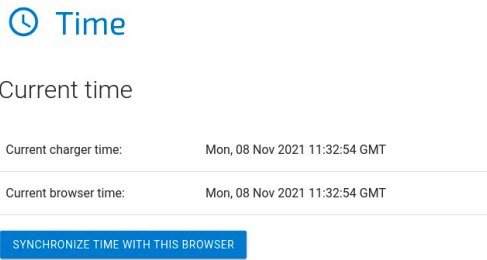 Time
Current time
Current charger time: Mon, 08 Nov 2021 11:32:54 GMT
Current browser time: Mon, 08 Nov 2021 11:32:54 GMT
SYNCHRONIZE TIME WITH THIS BROWSER